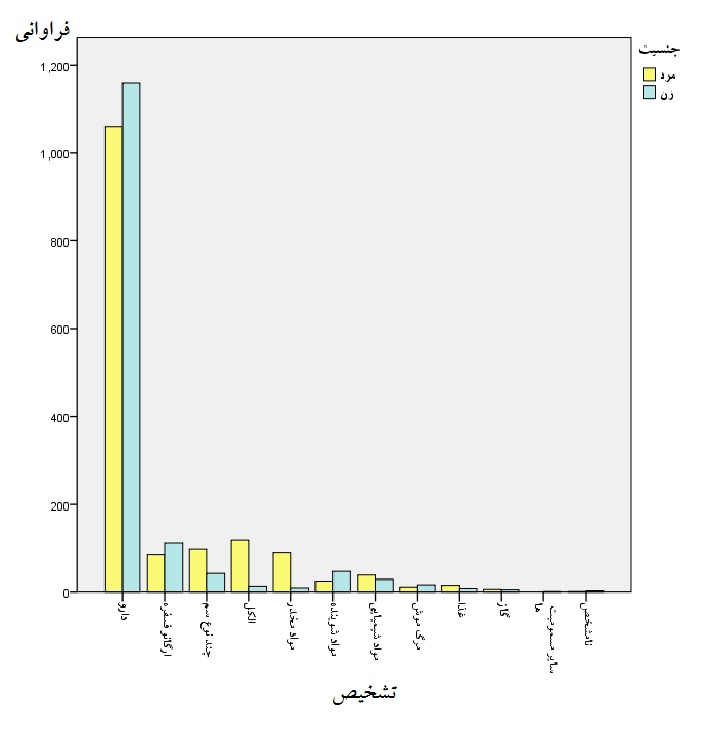 فراوانی
جنسیت
مرد
زن
1,200
1,000
800
600
400
200
0
دارو
ارگانو فسفره
چند نوع سم
الکل
مواد مخدر
مواد شوینده
مواد شیمیایی
مرگ موش
غذا
گاز
سایر مسمومیت
ها
نامشخص
تشخیص